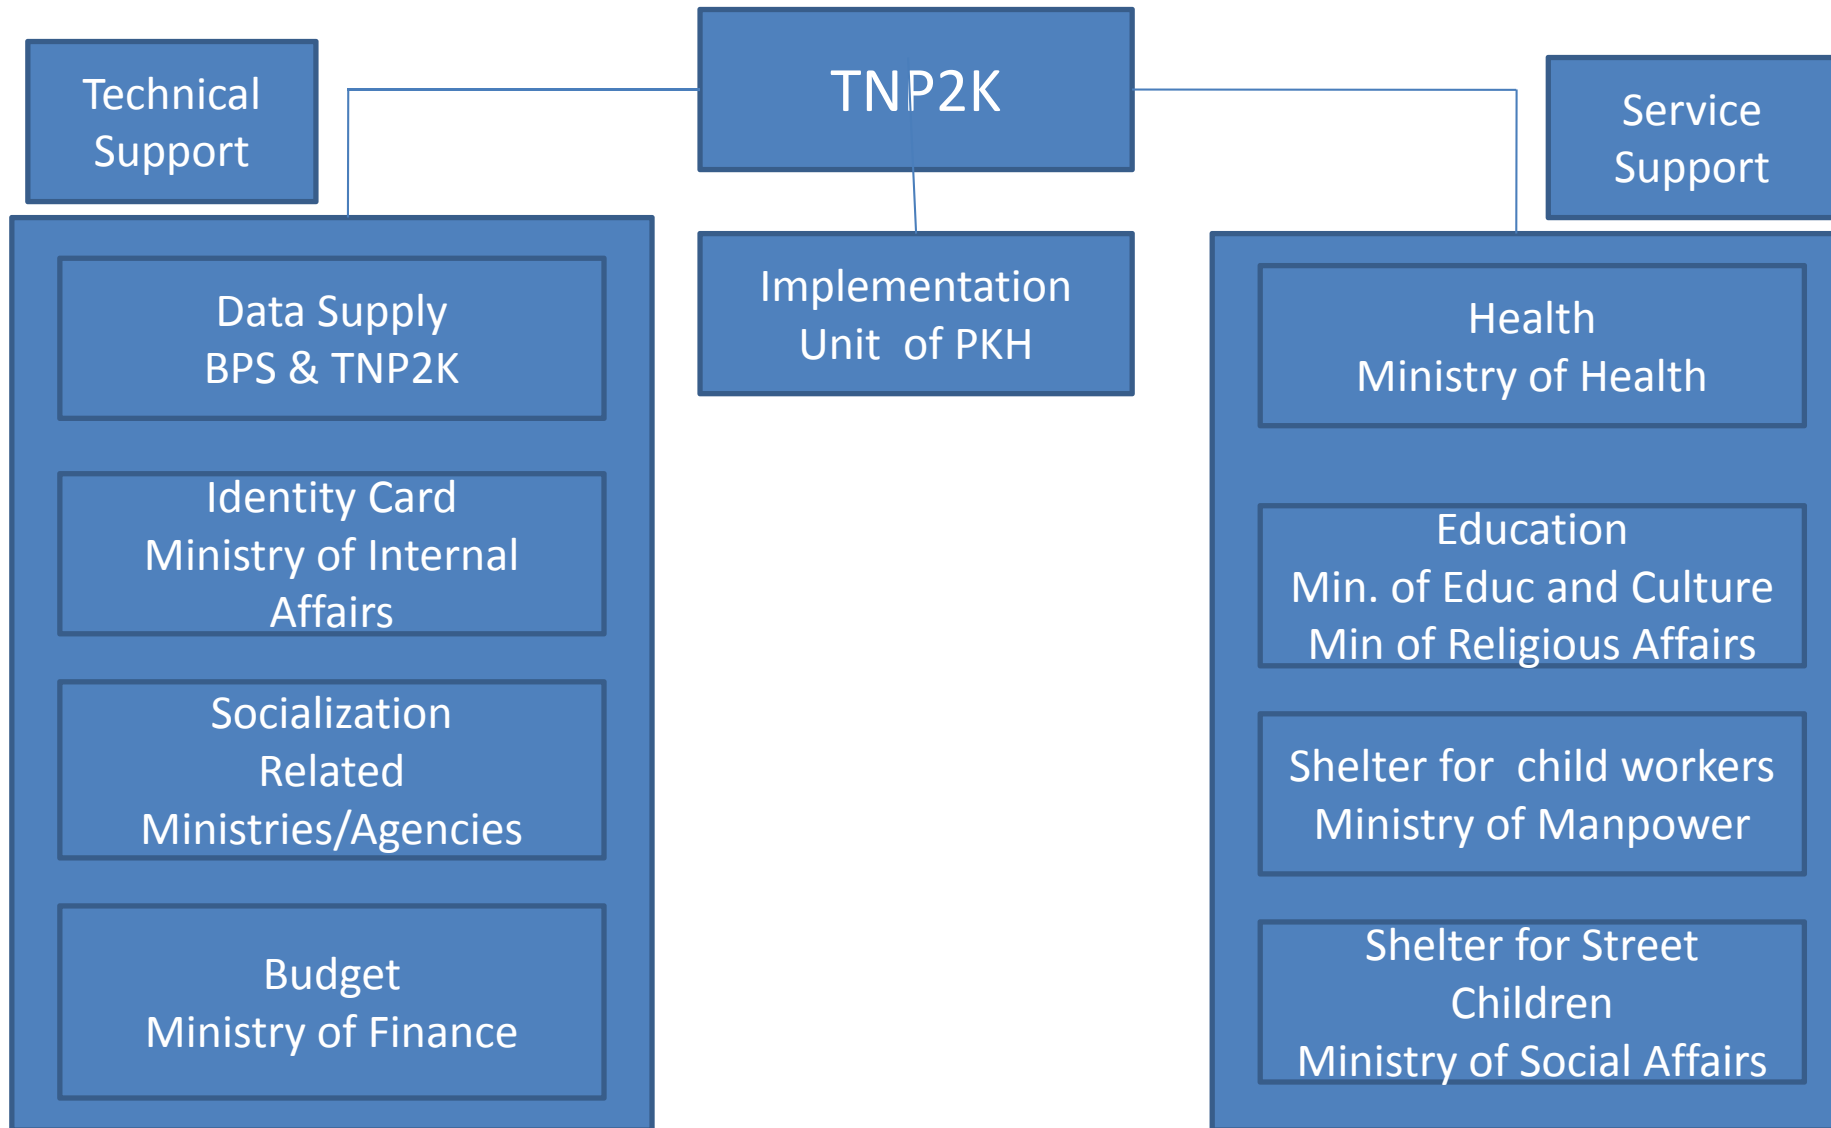 TNP2K
Technical
Support
Service
Support
Data Supply
BPS & TNP2K
Identity Card
Ministry of Internal
Affairs
Socialization
Related
Ministries/Agencies
Budget
Ministry of Finance
Implementation
Unit of PKH
Health
Ministry of Health
Education
Min. of Educ and Culture
Min of Religious Affairs
Shelter for child workers
Ministry of Manpower
Shelter for Street
Children
Ministry of Social Affairs